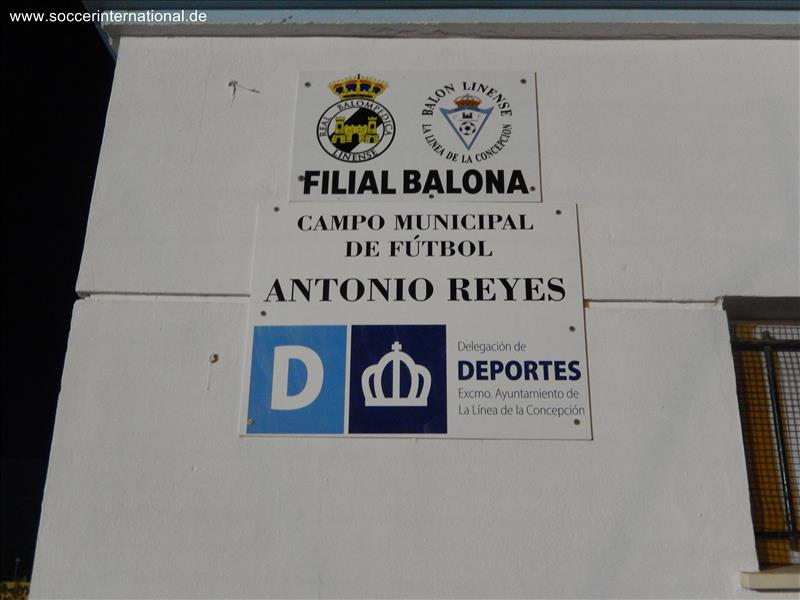 www.soccerinternational.de
REAL BALOMPEDICA
LINENSE
BALON LINENSE
LA LINEA DE LA CONCEPCION
FILIAL BALONA
CAMPO MUNICIPAL
DE FÚTBOL
ANTONIO REYES
D
Delegación de
DEPORTES
Excmo. Ayuntamiento de
La Línea de la Concepción